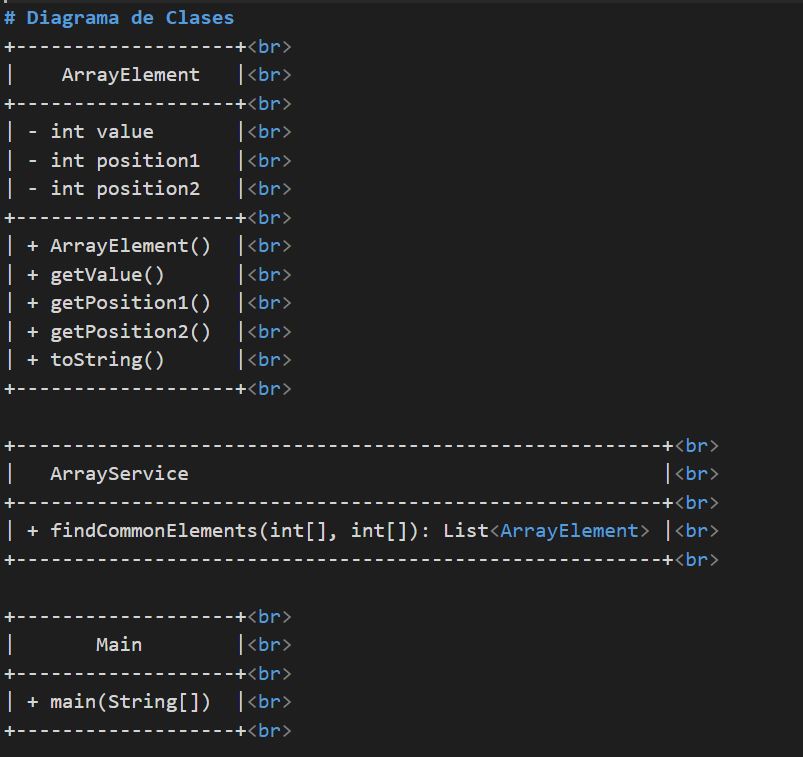 # Diagrama de Clases
+-------------------+<br>
|    ArrayElement   |<br>
+-------------------+<br>
| - int value       |<br>
| - int position1   |<br>
| - int position2   |<br>
+-------------------+<br>
| + ArrayElement()  |<br>
| + getValue()      |<br>
| + getPosition1()  |<br>
| + getPosition2()  |<br>
| + toString()      |<br>
+-------------------+<br>

+--------------------------------------------------------+<br>
|   ArrayService                                         |<br>
+--------------------------------------------------------+<br>
| + findCommonElements(int[], int[]): List<ArrayElement> |<br>
+--------------------------------------------------------+<br>

+-------------------+<br>
|       Main        |<br>
+-------------------+<br>
| + main(String[])  |<br>
+-------------------+<br>